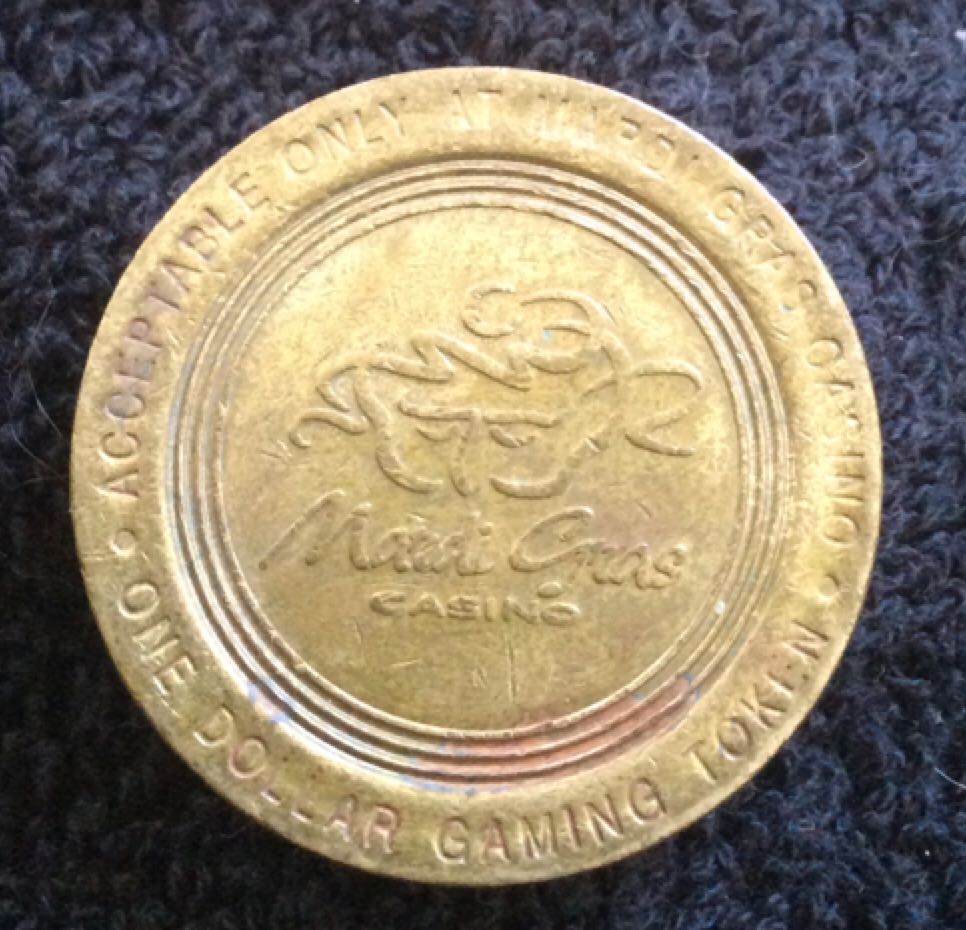 ACCEPTABLE ONLY AT MARDI GRAS CASINO
Mardi Gras
CASINO
• ONE DOLLAR GAMING TOKEN •